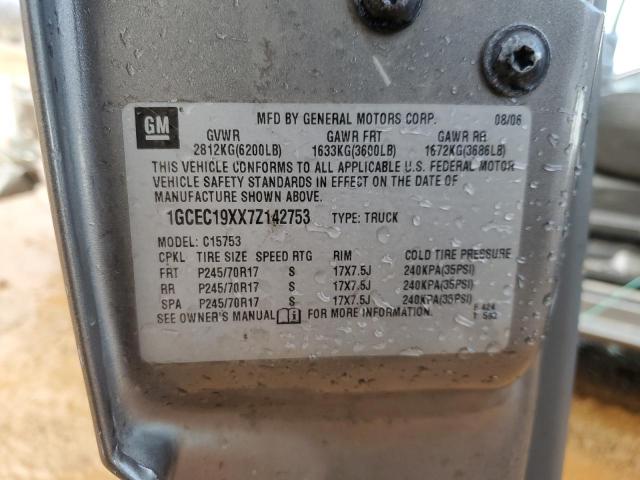 GM
MFD BY GENERAL MOTORS CORP. 08/06
GVWR GAWR FRT GAWR RR
2812KG(6200LB) 1633KG(3600LB) 1672KG(3686LB)
THIS VEHICLE CONFORMS TO ALL APPLICABLE U.S. FEDERAL MOTOR
VEHICLE SAFETY STANDARDS IN EFFECT ON THE DATE OF
MANUFACTURE SHOWN ABOVE.
1GCEC19XX7Z142753 TYPE: TRUCK
MODEL: C15753
CPKL TIRE SIZE SPEED RTG RIM COLD TIRE PRESSURE
FRT P245/70R17 S 17X7.5J 240KPA(35PSI)
RR P245/70R17 S 17X7.5J 240KPA(35PSI)
SPA P245/70R17 S 17X7.5J 240KPA(35PSI)
SEE OWNER'S MANUAL FOR MORE INFORMATION.